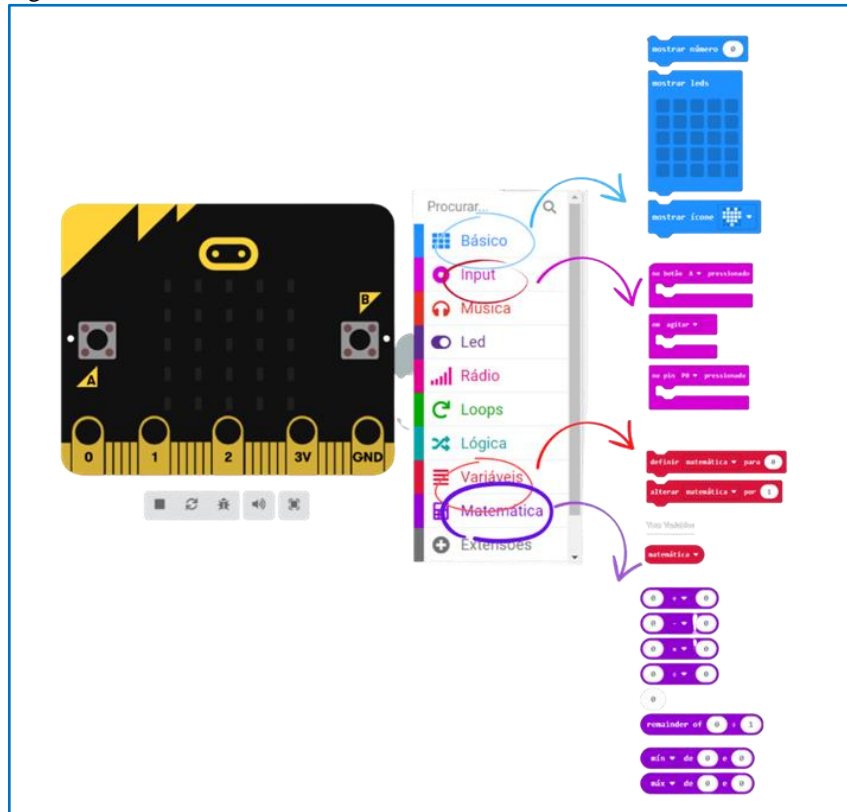 mostrar número 0
mostrar leds
mostrar ícone
Procurar...
Básico
Input
Música
Led
Rádio
Loops
Lógica
Variáveis
Matemática
Extensões
B
A
0 1 2 3V GND
no botão A pressionado
em agitar
no pin P0 pressionado
definir matemática para 0
alterar matemática por 1
Your Variables
matemática
0 + 0
0 - 0
0 × 0
0 ÷ 0
0
remainder of 0 ÷ 1
mín de 0 e 0
máx de 0 e 0